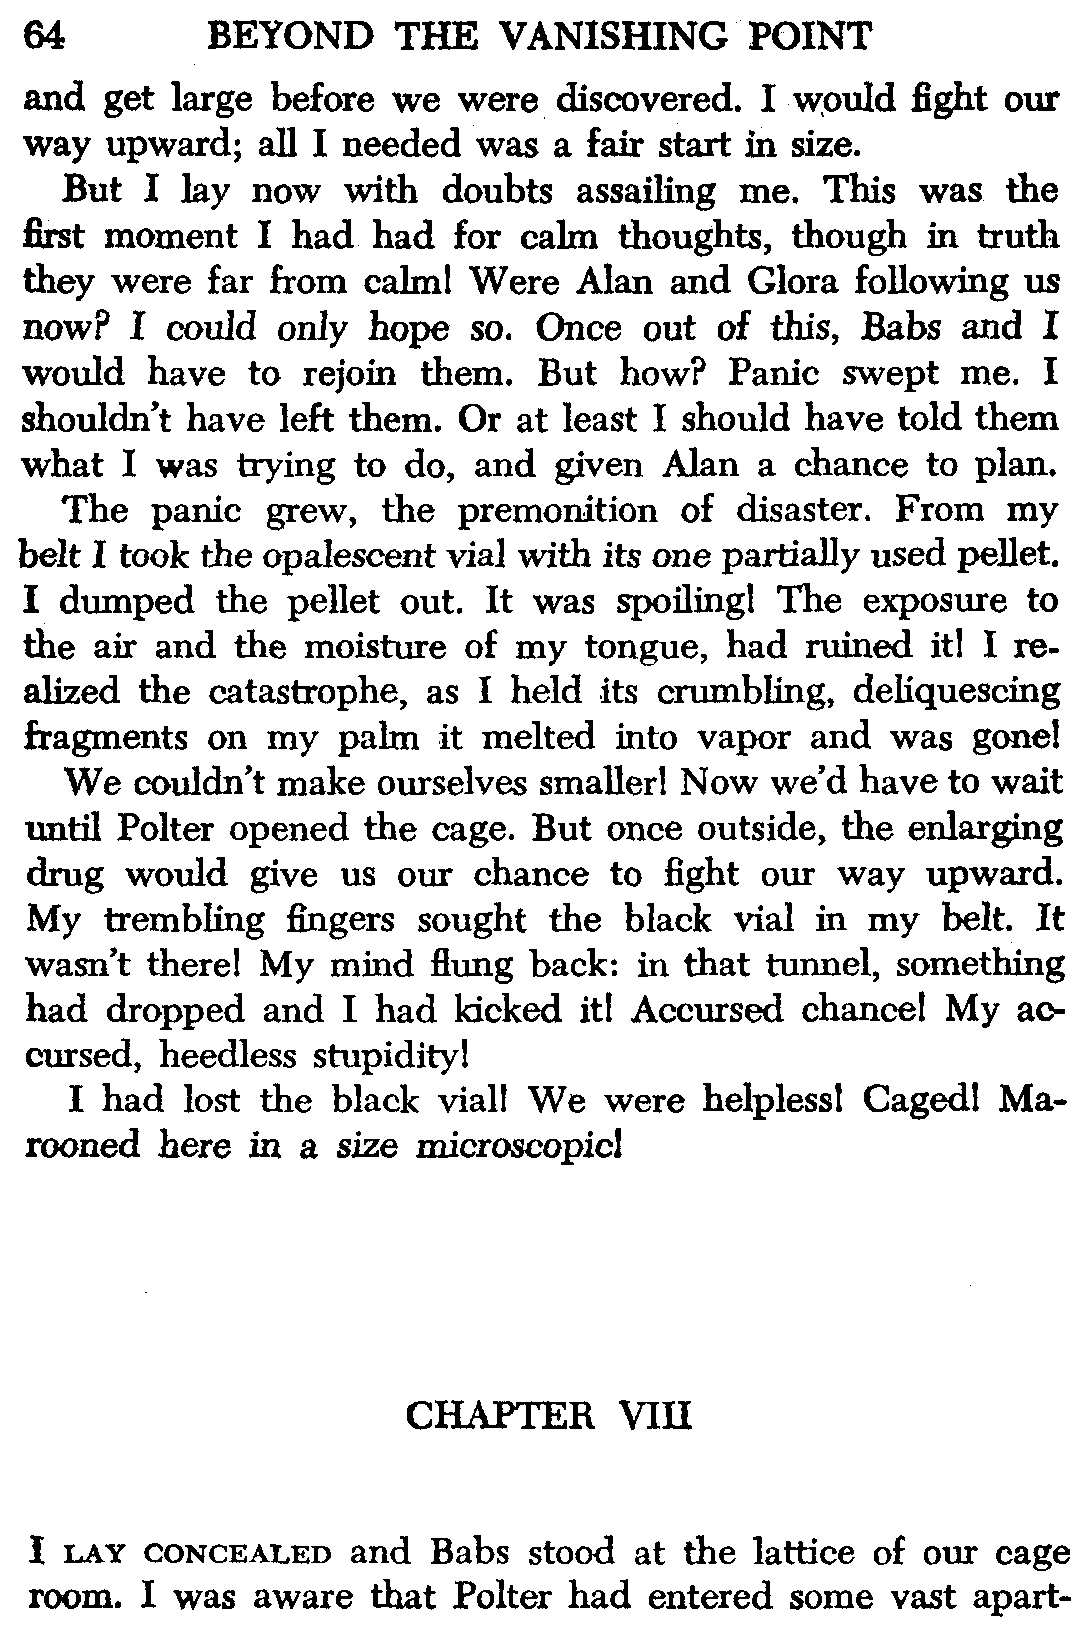 64 BEYOND THE VANISHING POINT
and get large before we were discovered. I would fight our
way upward; all I needed was a fair start in size.
But I lay now with doubts assailing me. This was the
first moment I had had for calm thoughts, though in truth
they were far from calm! Were Alan and Glora following us
now? I could only hope so. Once out of this, Babs and I
would have to rejoin them. But how? Panic swept me. I
shouldn't have left them. Or at least I should have told them
what I was trying to do, and given Alan a chance to plan.
The panic grew, the premonition of disaster. From my
belt I took the opalescent vial with its one partially used pellet.
I dumped the pellet out. It was spoiling! The exposure to
the air and the moisture of my tongue, had ruined it! I re-
alized the catastrophe, as I held its crumbling, deliquescing
fragments on my palm it melted into vapor and was gone!
We couldn't make ourselves smaller! Now we'd have to wait
until Polter opened the cage. But once outside, the enlarging
drug would give us our chance to fight our way upward.
My trembling fingers sought the black vial in my belt. It
wasn't there! My mind flung back: in that tunnel, something
had dropped and I had kicked it! Accursed chance! My ac-
cursed, heedless stupidity!
I had lost the black vial! We were helpless! Caged! Ma-
rooned here in a size microscopic!
CHAPTER VIII
I LAY CONCEALED and Babs stood at the lattice of our cage
room. I was aware that Polter had entered some vast apart-